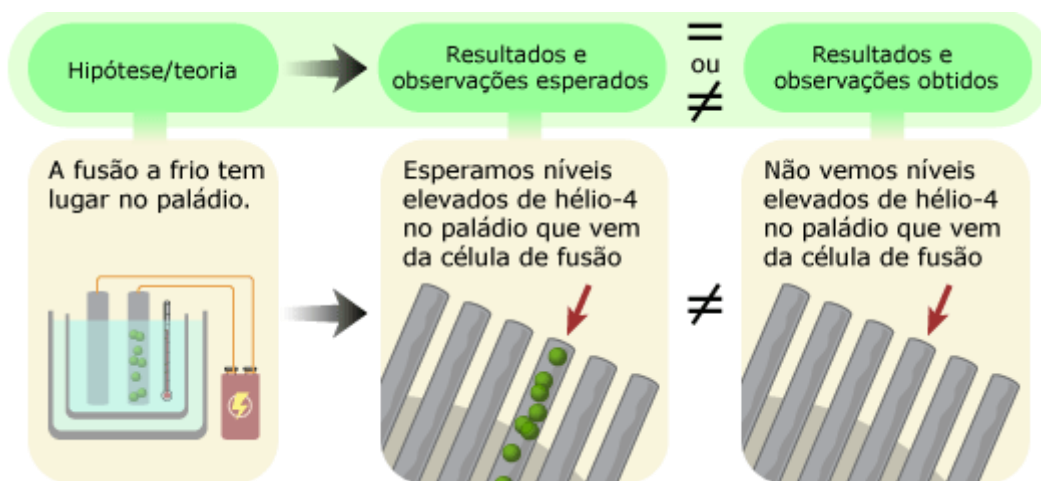 Hipótese/teoria
Resultados e
observações esperados
=
ou
≠
Resultados e
observações obtidos
A fusão a frio tem
lugar no paládio.
Esperamos níveis
elevados de hélio-4
no paládio que vem
da célula de fusão
≠
Não vemos níveis
elevados de hélio-4
no paládio que vem
da célula de fusão